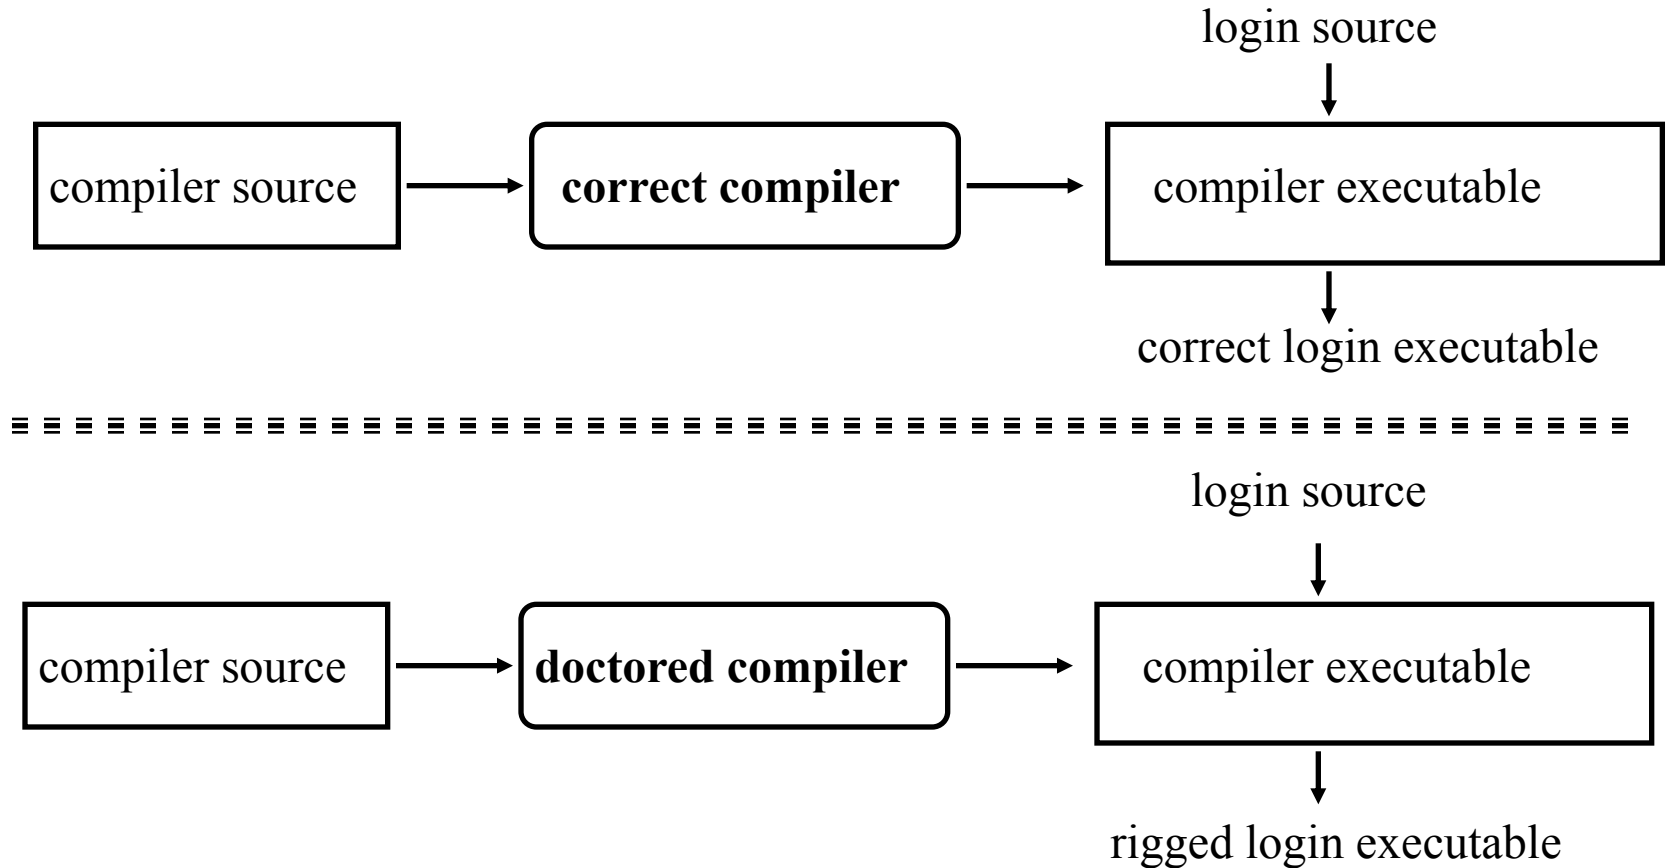 login source
compiler source
correct compiler
compiler executable
correct login executable
login source
compiler source
doctored compiler
compiler executable
rigged login executable